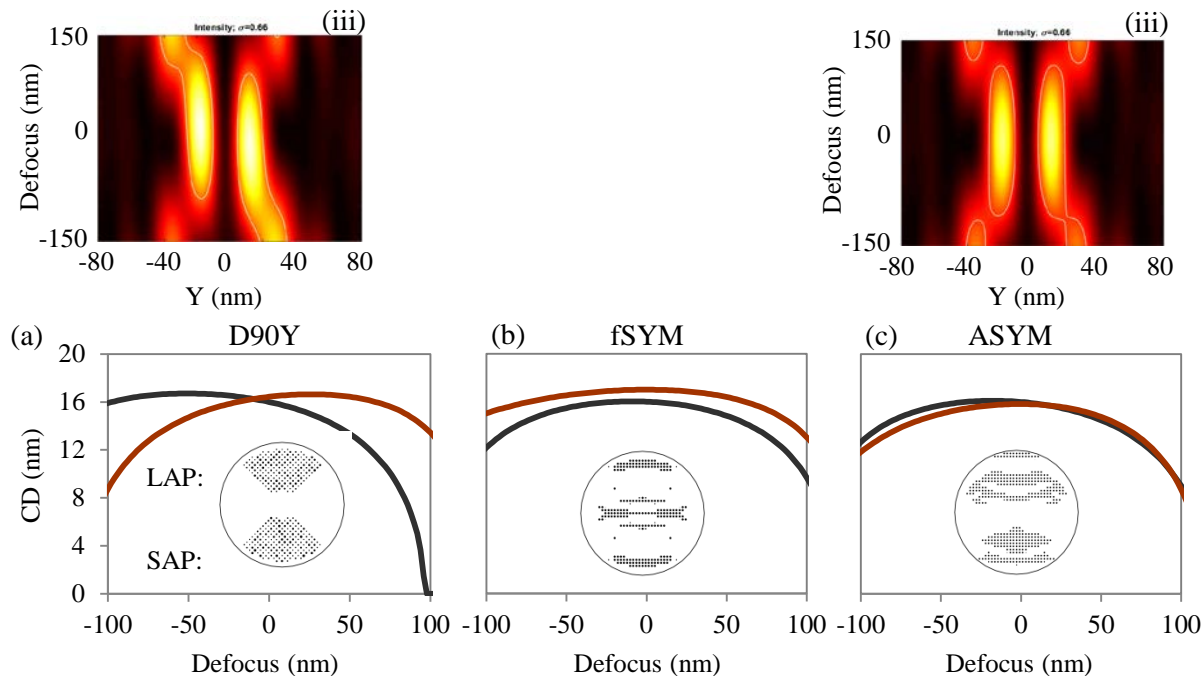 (iii)
Intensity; σ=0.66
150
0
-150
Defocus (nm)
-80 -40 0 40 80
Y (nm)
(iii)
Intensity; σ=0.66
150
0
-150
Defocus (nm)
-80 -40 0 40 80
Y (nm)
(a) D90Y
20
16
12
8
4
0
CD (nm)
LAP:
SAP:
-100 -50 0 50 100
Defocus (nm)
(b) fSYM
-100 -50 0 50 100
Defocus (nm)
(c) ASYM
-100 -50 0 50 100
Defocus (nm)